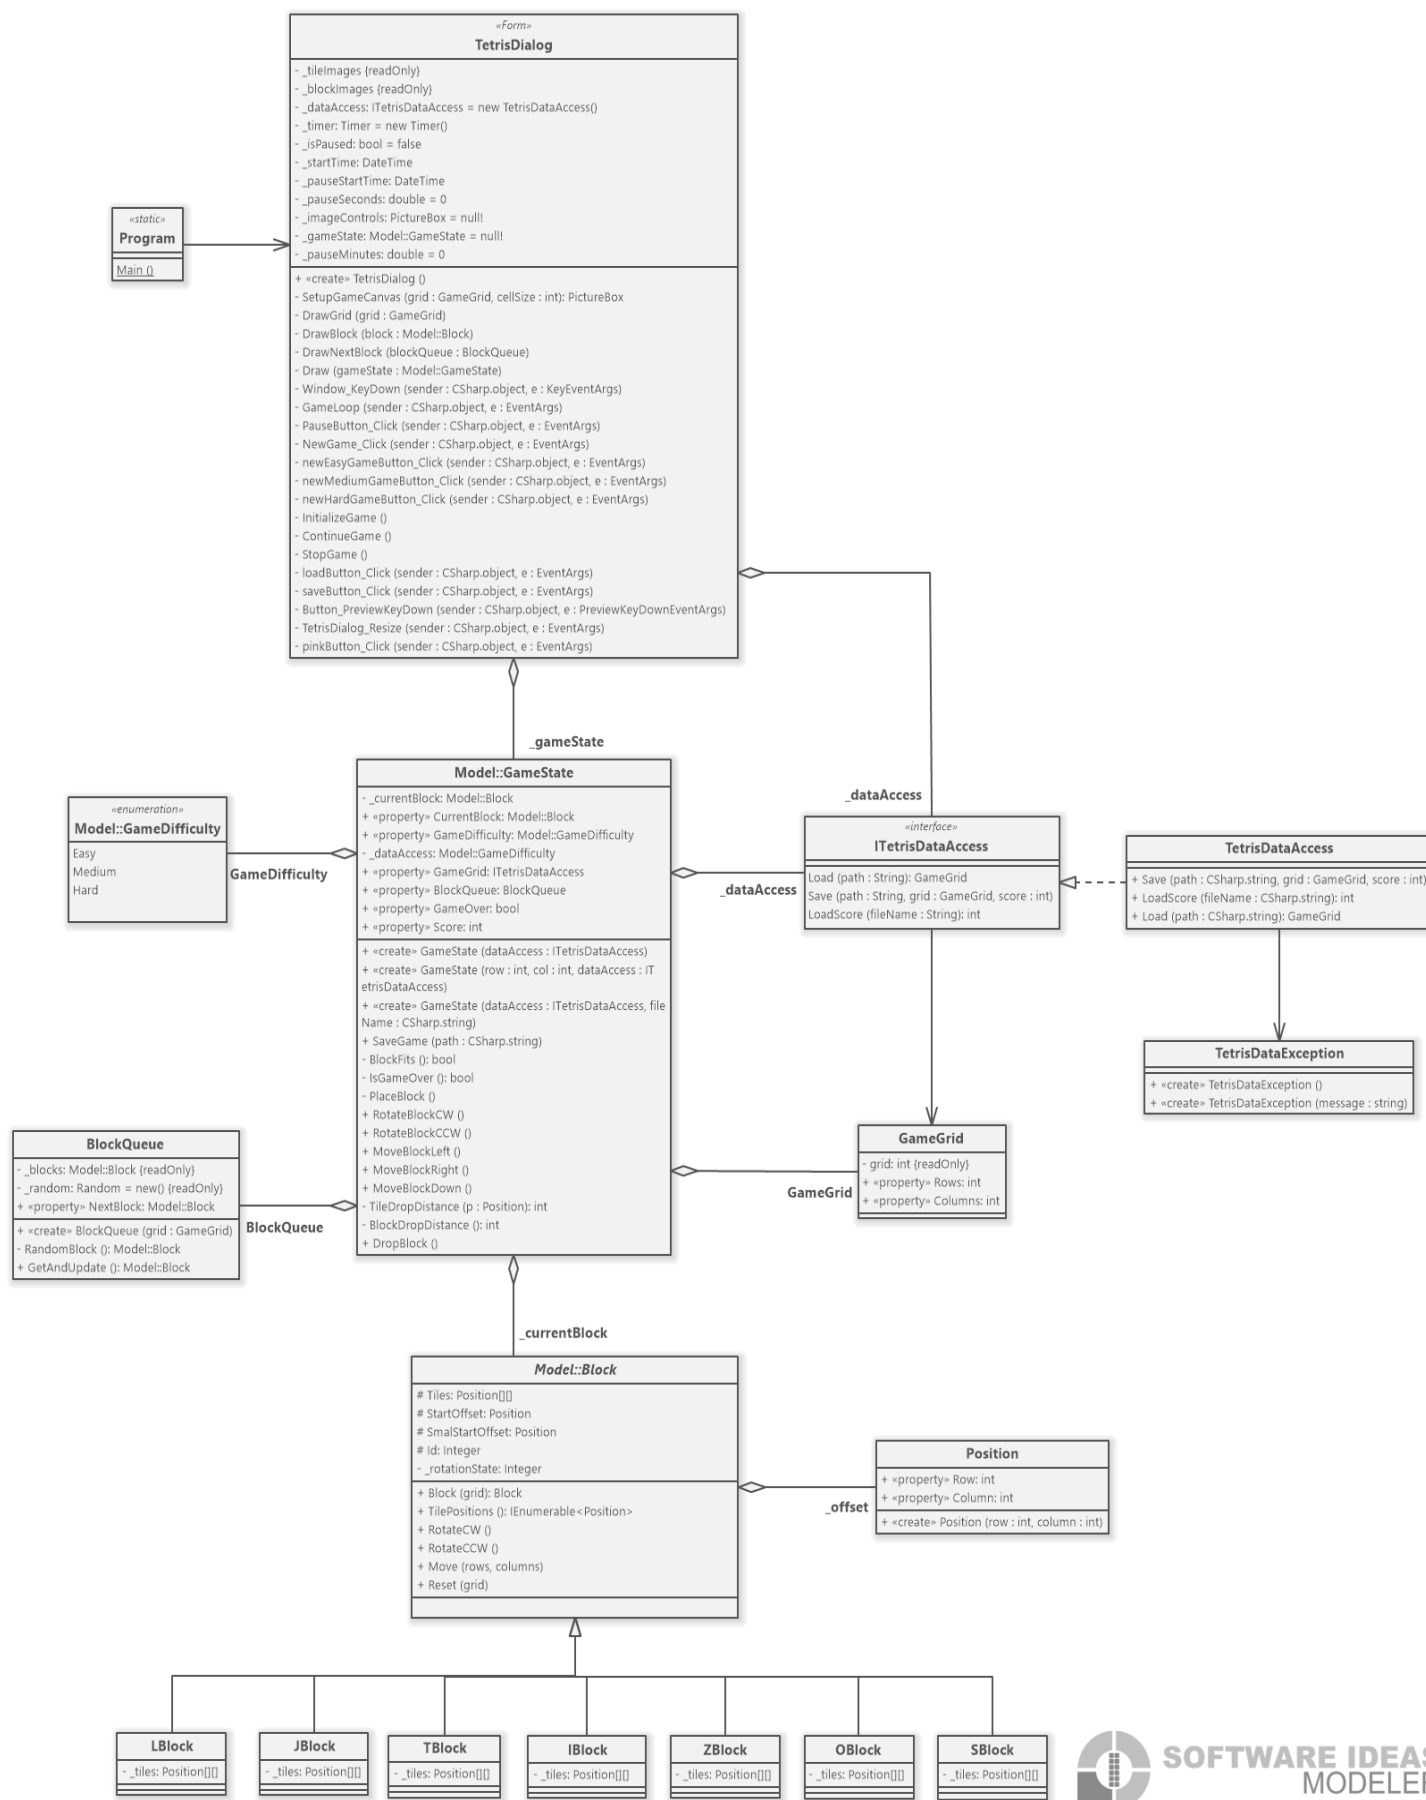 «Form»
TetrisDialog
- _tileImages {readOnly}
- _blockImages {readOnly}
- _dataAccess: ITetrisDataAccess = new TetrisDataAccess()
- _timer: Timer = new Timer()
- _isPaused: bool = false
- _startTime: DateTime
- _pauseStartTime: DateTime
- _pauseSeconds: double = 0
- _imageControls: PictureBox = null!
- _gameState: Model::GameState = null!
- _pauseMinutes: double = 0
+ «create» TetrisDialog ()
- SetupGameCanvas (grid : GameGrid, cellSize : int): PictureBox
- DrawGrid (grid : GameGrid)
- DrawBlock (block : Model::Block)
- DrawNextBlock (blockQueue : BlockQueue)
- Draw (gameState : Model::GameState)
- Window_KeyDown (sender : CSharp.object, e : KeyEventArgs)
- GameLoop (sender : CSharp.object, e : EventArgs)
- PauseButton_Click (sender : CSharp.object, e : EventArgs)
- NewGame_Click (sender : CSharp.object, e : EventArgs)
- newEasyGameButton_Click (sender : CSharp.object, e : EventArgs)
- newMediumGameButton_Click (sender : CSharp.object, e : EventArgs)
- newHardGameButton_Click (sender : CSharp.object, e : EventArgs)
- InitializeGame ()
- ContinueGame ()
- StopGame ()
- loadButton_Click (sender : CSharp.object, e : EventArgs)
- saveButton_Click (sender : CSharp.object, e : EventArgs)
- Button_PreviewKeyDown (sender : CSharp.object, e : PreviewKeyDownEventArgs)
- TetrisDialog_Resize (sender : CSharp.object, e : EventArgs)
- pinkButton_Click (sender : CSharp.object, e : EventArgs)
«static»
Program
Main ()
_gameState
_dataAccess
«enumeration»
Model::GameDifficulty
Easy
Medium
Hard
GameDifficulty
Model::GameState
- _currentBlock: Model::Block
+ «property» CurrentBlock: Model::Block
+ «property» GameDifficulty: Model::GameDifficulty
- _dataAccess: Model::GameDifficulty
+ «property» GameGrid: ITetrisDataAccess
+ «property» BlockQueue: BlockQueue
+ «property» GameOver: bool
+ «property» Score: int
+ «create» GameState (dataAccess : ITetrisDataAccess)
+ «create» GameState (row : int, col : int, dataAccess : IT
etrisDataAccess)
+ «create» GameState (dataAccess : ITetrisDataAccess, file
Name : CSharp.string)
+ SaveGame (path : CSharp.string)
- BlockFits (): bool
- IsGameOver (): bool
- PlaceBlock ()
+ RotateBlockCW ()
+ RotateBlockCCW ()
+ MoveBlockLeft ()
+ MoveBlockRight ()
+ MoveBlockDown ()
- TileDropDistance (p : Position): int
- BlockDropDistance (): int
+ DropBlock ()
_dataAccess
«interface»
ITetrisDataAccess
Load (path : String): GameGrid
Save (path : String, grid : GameGrid, score : int)
LoadScore (fileName : String): int
TetrisDataAccess
+ Save (path : CSharp.string, grid : GameGrid, score : int)
+ LoadScore (fileName : CSharp.string): int
+ Load (path : CSharp.string): GameGrid
TetrisDataException
+ «create» TetrisDataException ()
+ «create» TetrisDataException (message : string)
GameGrid
- grid: int {readOnly}
+ «property» Rows: int
+ «property» Columns: int
GameGrid
BlockQueue
- _blocks: Model::Block {readOnly}
- _random: Random = new() {readOnly}
+ «property» NextBlock: Model::Block
+ «create» BlockQueue (grid : GameGrid)
- RandomBlock (): Model::Block
+ GetAndUpdate (): Model::Block
BlockQueue
_currentBlock
Model::Block
# Tiles: Position[][]
# StartOffset: Position
# SmalStartOffset: Position
# Id: Integer
- _rotationState: Integer
+ Block (grid): Block
+ TilePositions (): IEnumerable<Position>
+ RotateCW ()
+ RotateCCW ()
+ Move (rows, columns)
+ Reset (grid)
_offset
Position
+ «property» Row: int
+ «property» Column: int
+ «create» Position (row : int, column : int)
LBlock
- _tiles: Position[][]
JBlock
- _tiles: Position[][]
TBlock
- _tiles: Position[][]
IBlock
- _tiles: Position[][]
ZBlock
- _tiles: Position[][]
OBlock
- _tiles: Position[][]
SBlock
- _tiles: Position[][]
SOFTWARE IDEAS
MODELER